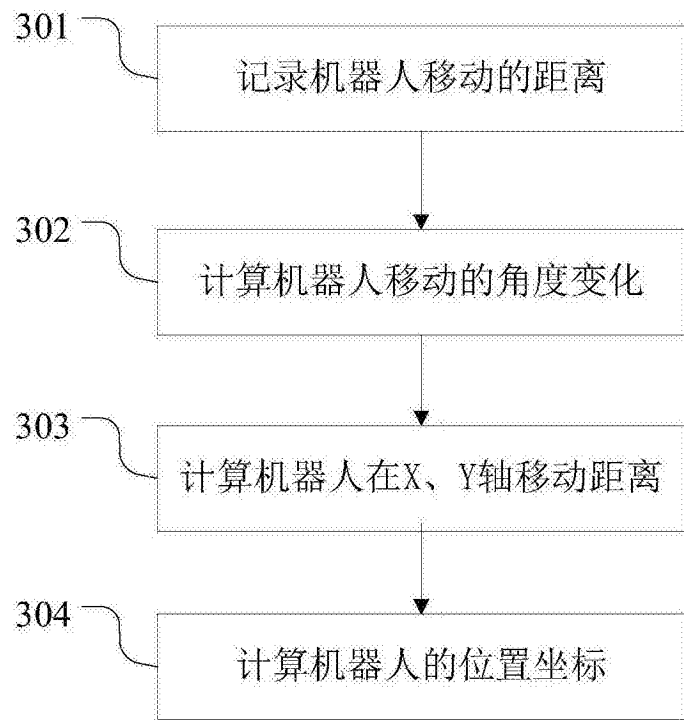 301
记录机器人移动的距离
302
计算机器人移动的角度变化
303
计算机器人在X、Y轴移动距离
304
计算机器人的位置坐标